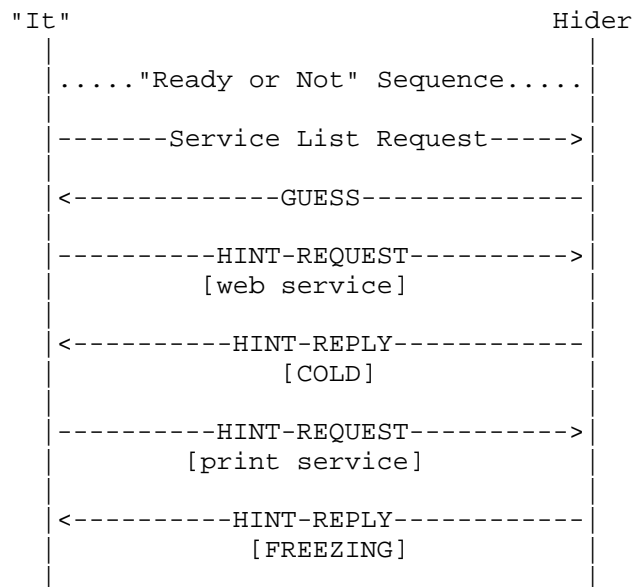 "It" Hider
| |
|....."Ready or Not" Sequence.....|
| |
|-------Service List Request----->|
| |
|<-------------GUESS--------------|
| |
|----------HINT-REQUEST---------->|
| [web service] |
| |
|<----------HINT-REPLY------------|
| [COLD] |
| |
|----------HINT-REQUEST---------->|
| [print service] |
| |
|<----------HINT-REPLY------------|
| [FREEZING] |
| |